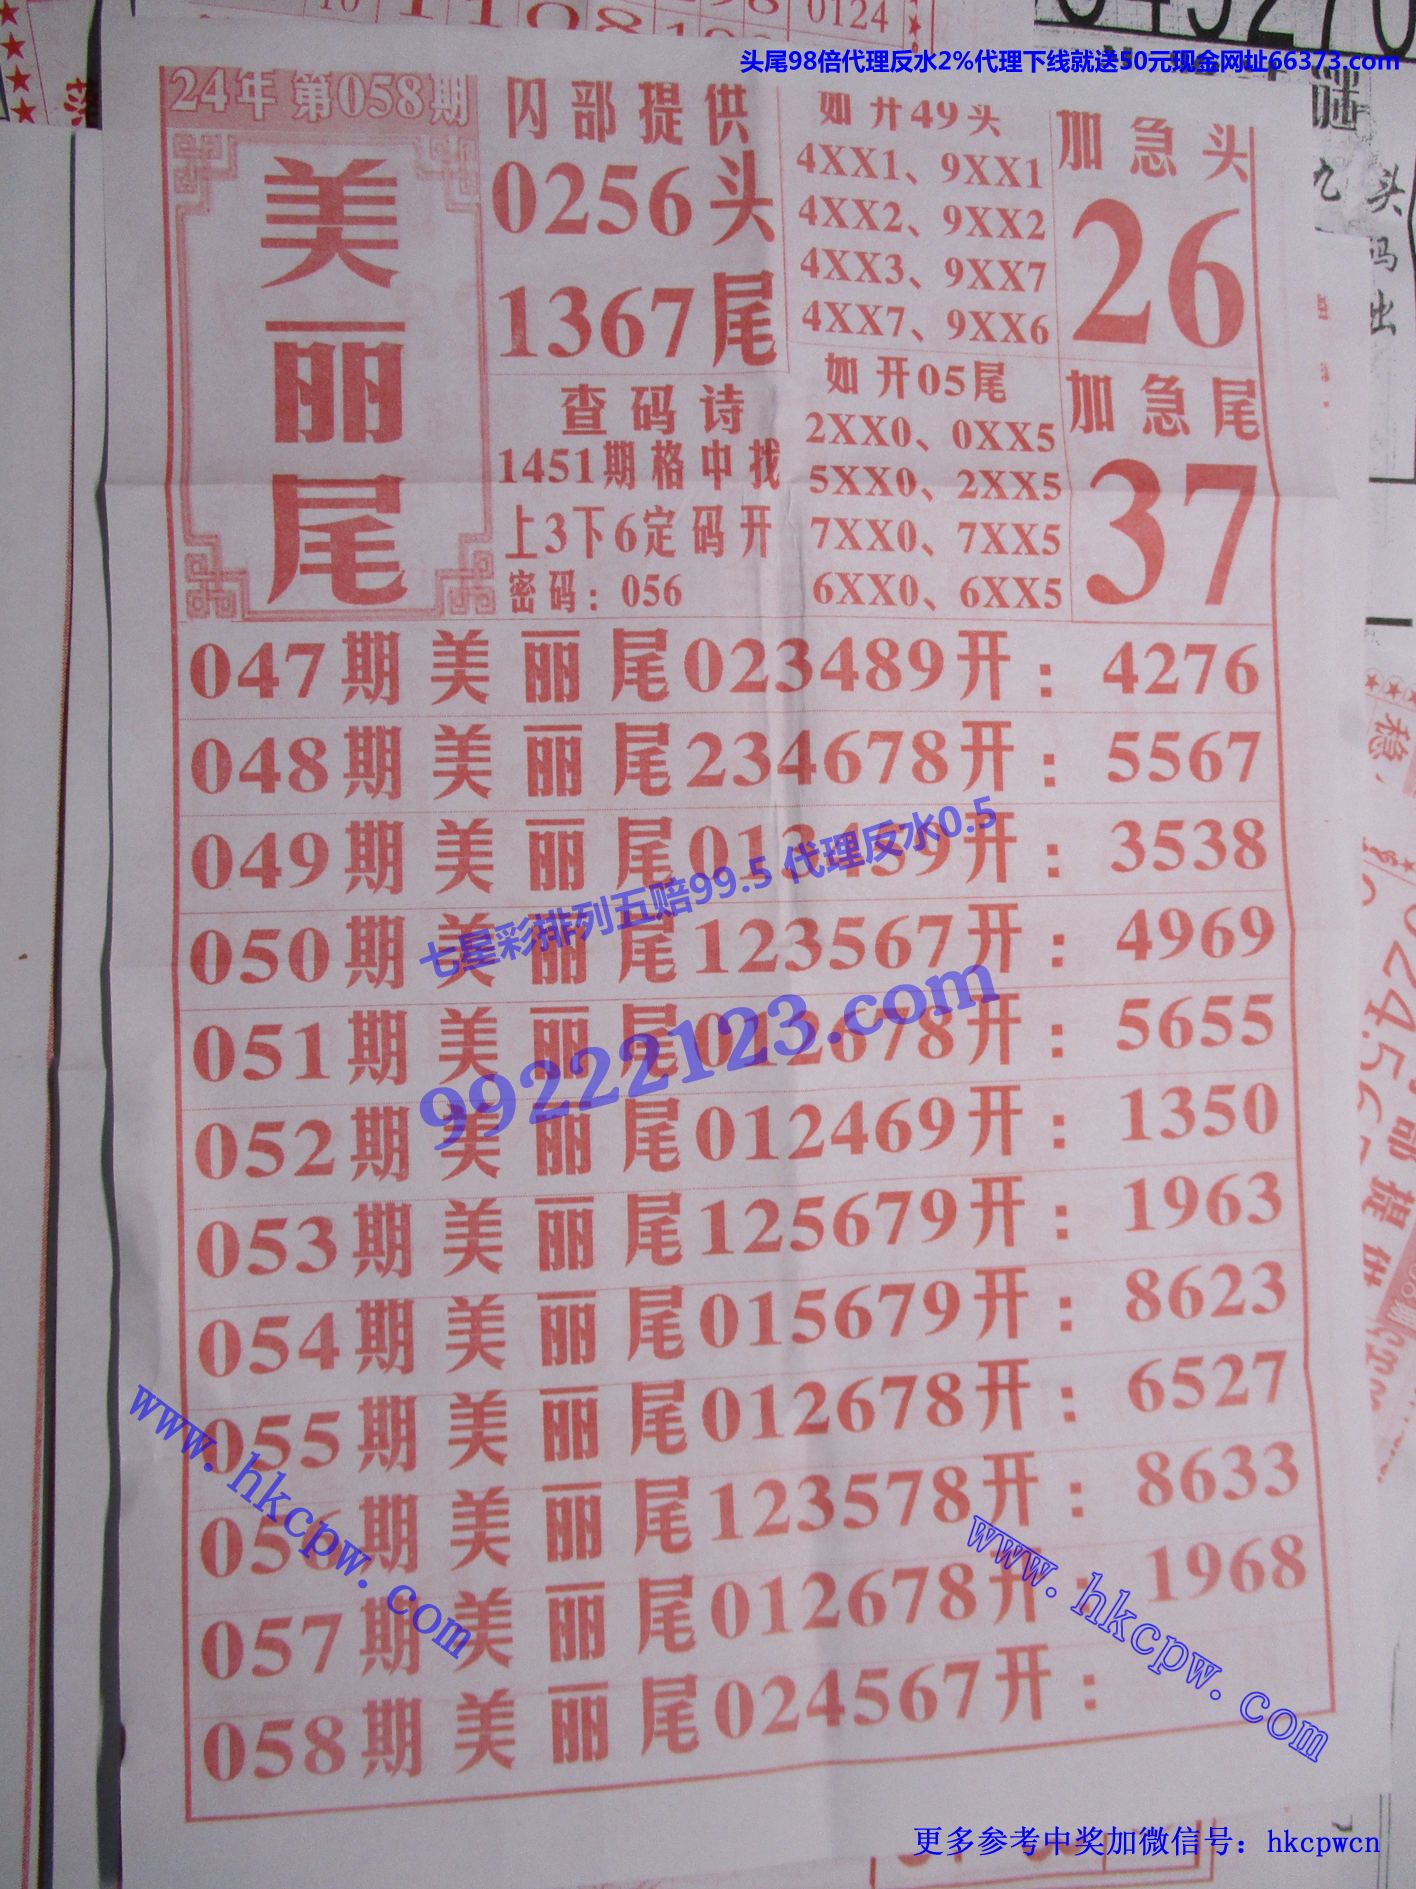 头尾98倍代理反水2%代理下线就送50元现金网址66373.com
0124
24年 第058期
美丽尾
内部提供
0256头
1367尾
查码诗
1451期格中找
上3下6定码开
密码：056
如开49头
4XX1、9XX1
4XX2、9XX2
4XX3、9XX7
4XX7、9XX6
如开05尾
2XX0、0XX5
5XX0、2XX5
7XX0、7XX5
6XX0、6XX5
加急头
26
加急尾
37
047期美丽尾023489开：4276
048期美丽尾234678开：5567
049期美丽尾013459开：3538
050期美丽尾123567开：4969
051期美丽尾012678开：5655
052期美丽尾012469开：1350
053期美丽尾125679开：1963
054期美丽尾015679开：8623
055期美丽尾012678开：6527
056期美丽尾123578开：8633
057期美丽尾012678开：1968
058期美丽尾024567开：
七星彩排列五赔99.5 代理反水0.5
99222123.com
www.hkcpw.com
www.hkcpw.com
更多参考中奖加微信号：hkcpwcn